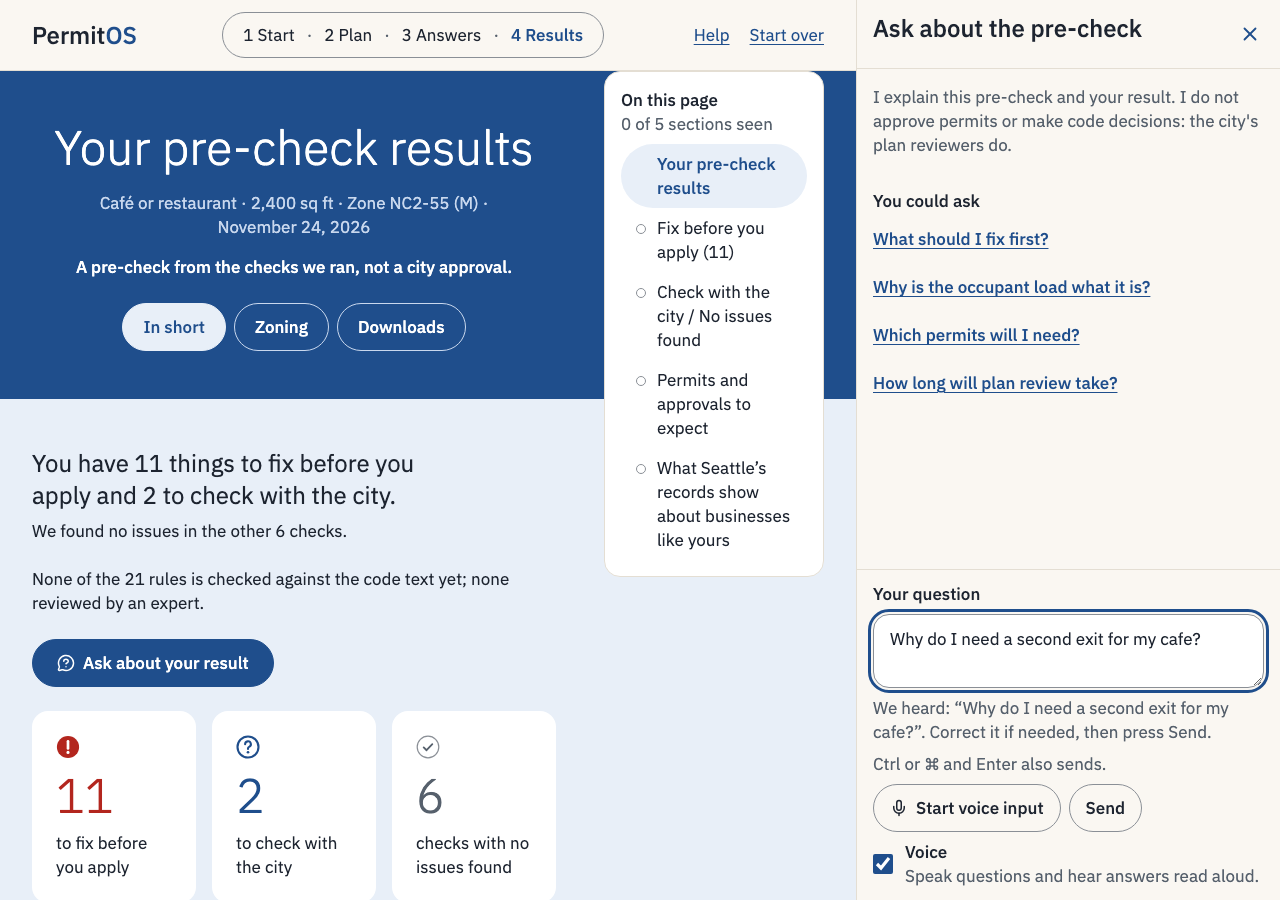 PermitOS
1 Start · 2 Plan · 3 Answers · 4 Results
Help
Start over
Your pre-check results
Café or restaurant · 2,400 sq ft · Zone NC2-55 (M) ·
November 24, 2026
A pre-check from the checks we ran, not a city approval.
In short
Zoning
Downloads
On this page
0 of 5 sections seen
Your pre-check
results
Fix before you
apply (11)
Check with the
city / No issues
found
Permits and
approvals to
expect
What Seattle’s
records show
about businesses
like yours
You have 11 things to fix before you
apply and 2 to check with the city.
We found no issues in the other 6 checks.
None of the 21 rules is checked against the code text yet; none
reviewed by an expert.
Ask about your result
11
to fix before
you apply
2
to check with
the city
6
checks with no
issues found
Ask about the pre-check
I explain this pre-check and your result. I do not
approve permits or make code decisions: the city's
plan reviewers do.
You could ask
What should I fix first?
Why is the occupant load what it is?
Which permits will I need?
How long will plan review take?
Your question
Why do I need a second exit for my cafe?
We heard: “Why do I need a second exit for my
cafe?”. Correct it if needed, then press Send.
Ctrl or ⌘ and Enter also sends.
Start voice input
Send
Voice
Speak questions and hear answers read aloud.